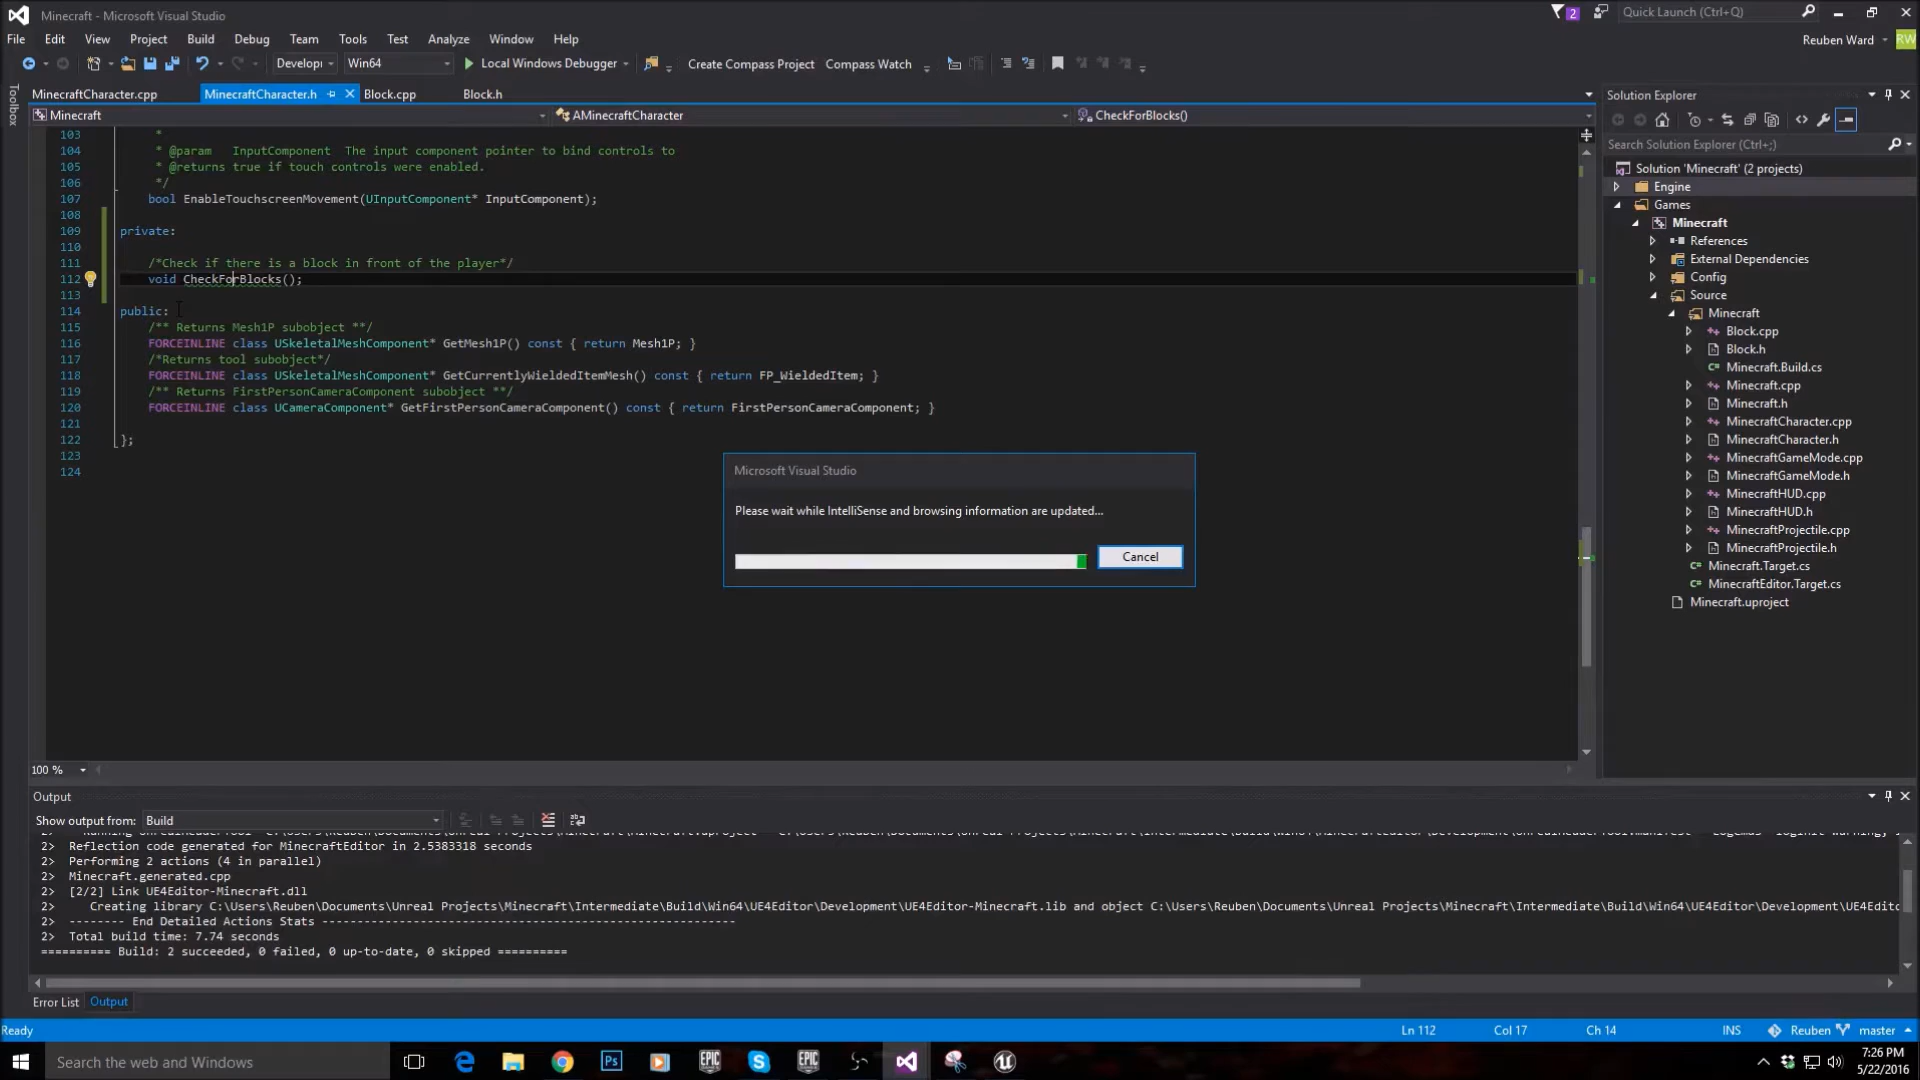 Minecraft - Microsoft Visual Studio
2
Quick Launch (Ctrl+Q)
File Edit View Project Build Debug Team Tools Test Analyze Window Help
Reuben Ward RW
Developi Win64 Local Windows Debugger Create Compass Project Compass Watch
Toolbox
MinecraftCharacter.cpp MinecraftCharacter.h Block.cpp Block.h
Minecraft AMinecraftCharacter CheckForBlocks()
103 *
104 * @param InputComponent The input component pointer to bind controls to
105 * @returns true if touch controls were enabled.
106 */
107 bool EnableTouchscreenMovement(UInputComponent* InputComponent);
108
109 private:
110
111 /*Check if there is a block in front of the player*/
112 void CheckForBlocks();
113
114 public:
115 /** Returns Mesh1P subobject **/
116 FORCEINLINE class USkeletalMeshComponent* GetMesh1P() const { return Mesh1P; }
117 /*Returns tool subobject*/
118 FORCEINLINE class USkeletalMeshComponent* GetCurrentlyWieldedItemMesh() const { return FP_WieldedItem; }
119 /** Returns FirstPersonCameraComponent subobject **/
120 FORCEINLINE class UCameraComponent* GetFirstPersonCameraComponent() const { return FirstPersonCameraComponent; }
121
122 };
123
124
Microsoft Visual Studio
Please wait while IntelliSense and browsing information are updated...
Cancel
100 %
Solution Explorer
Search Solution Explorer (Ctrl+;)
Solution 'Minecraft' (2 projects)
Engine
Games
Minecraft
References
External Dependencies
Config
Source
Minecraft
Block.cpp
Block.h
Minecraft.Build.cs
Minecraft.cpp
Minecraft.h
MinecraftCharacter.cpp
MinecraftCharacter.h
MinecraftGameMode.cpp
MinecraftGameMode.h
MinecraftHUD.cpp
MinecraftHUD.h
MinecraftProjectile.cpp
MinecraftProjectile.h
Minecraft.Target.cs
MinecraftEditor.Target.cs
Minecraft.uproject
Output
Show output from: Build
2> Reflection code generated for MinecraftEditor in 2.5383318 seconds
2> Performing 2 actions (4 in parallel)
2> Minecraft.generated.cpp
2> [2/2] Link UE4Editor-Minecraft.dll
2> Creating library C:\Users\Reuben\Documents\Unreal Projects\Minecraft\Intermediate\Build\Win64\UE4Editor\Development\UE4Editor-Minecraft.lib and object C:\Users\Reuben\Documents\Unreal Projects\Minecraft\Intermediate\Build\Win64\UE4Editor\Development\UE4Edito
2> -------- End Detailed Actions Stats -----------------------------------------------------------
2> Total build time: 7.74 seconds
========== Build: 2 succeeded, 0 failed, 0 up-to-date, 0 skipped ==========
Error List Output
Ready Ln 112 Col 17 Ch 14 INS Reuben master
Search the web and Windows
Ps EPIC EPIC
7:26 PM
5/22/2016